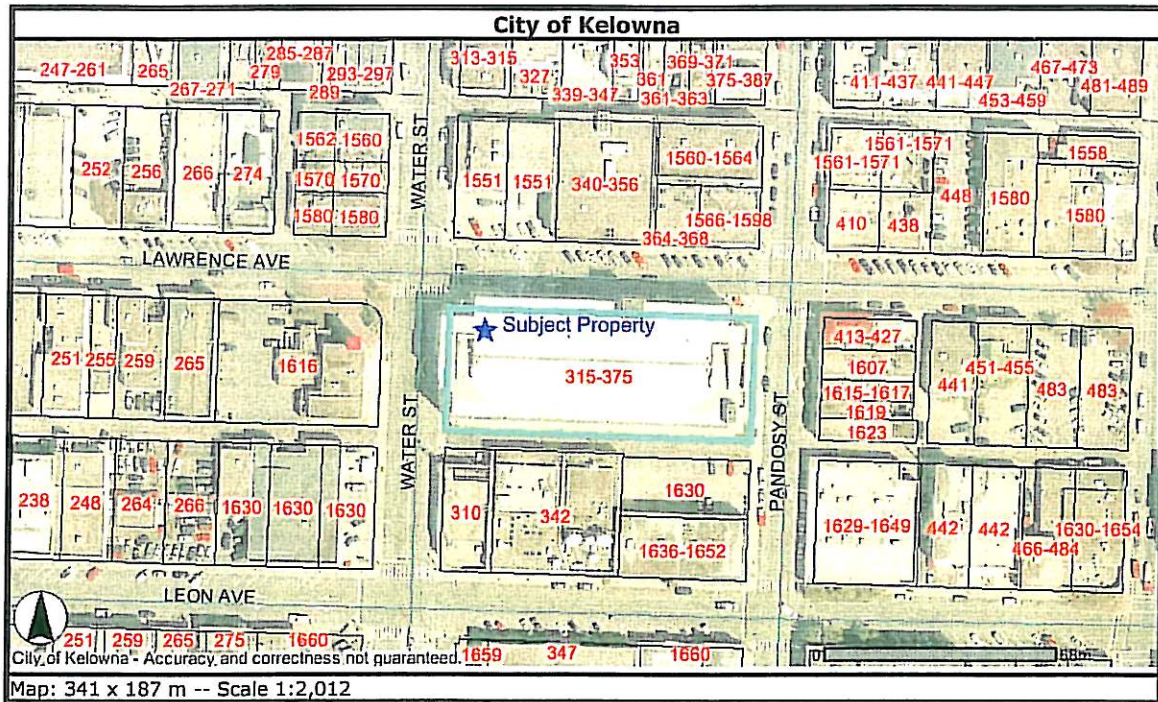 City of Kelowna
285-287 313-315 353 369-371 467-473
247-261 265 279 293-297 327 361 375-387 411-437 441-447 481-489
267-271 289 339-347 361-363 453-459
WATER ST
1562 1560 1560-1564 1561-1571 1558
252 256 266 274 1570 1570 1551 1551 340-356 1561-1571 448 1580 1580
1580 1580 1566-1598 410 438
364-368
LAWRENCE AVE
Subject Property
413-427
251 255 259 265 1616 315-375 1607 441 451-455 483 483
1615-1617
1619
1623
WATER ST
PANDOSY ST
238 248 264 266 1630 1630 1630 310 342 1630 1629-1649 442 442 1630-1654
1636-1652 466-484
LEON AVE
251 259 265 275 1660 1659 347 1660
City of Kelowna - Accuracy and correctness not guaranteed.
0 68m
Map: 341 x 187 m -- Scale 1:2,012